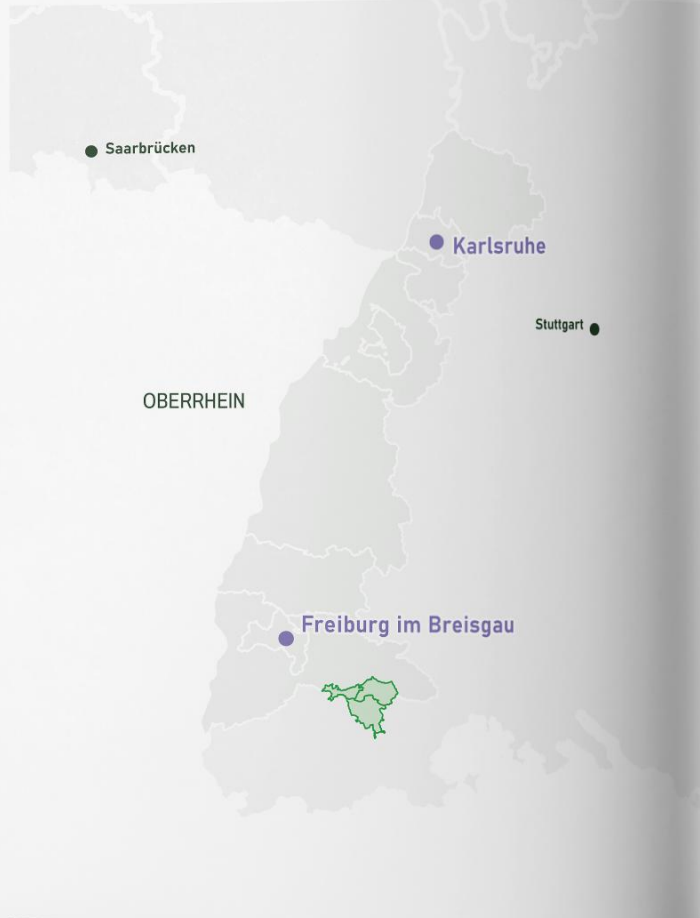 Saarbrücken
Karlsruhe
Stuttgart
OBERRHEIN
Freiburg im Breisgau